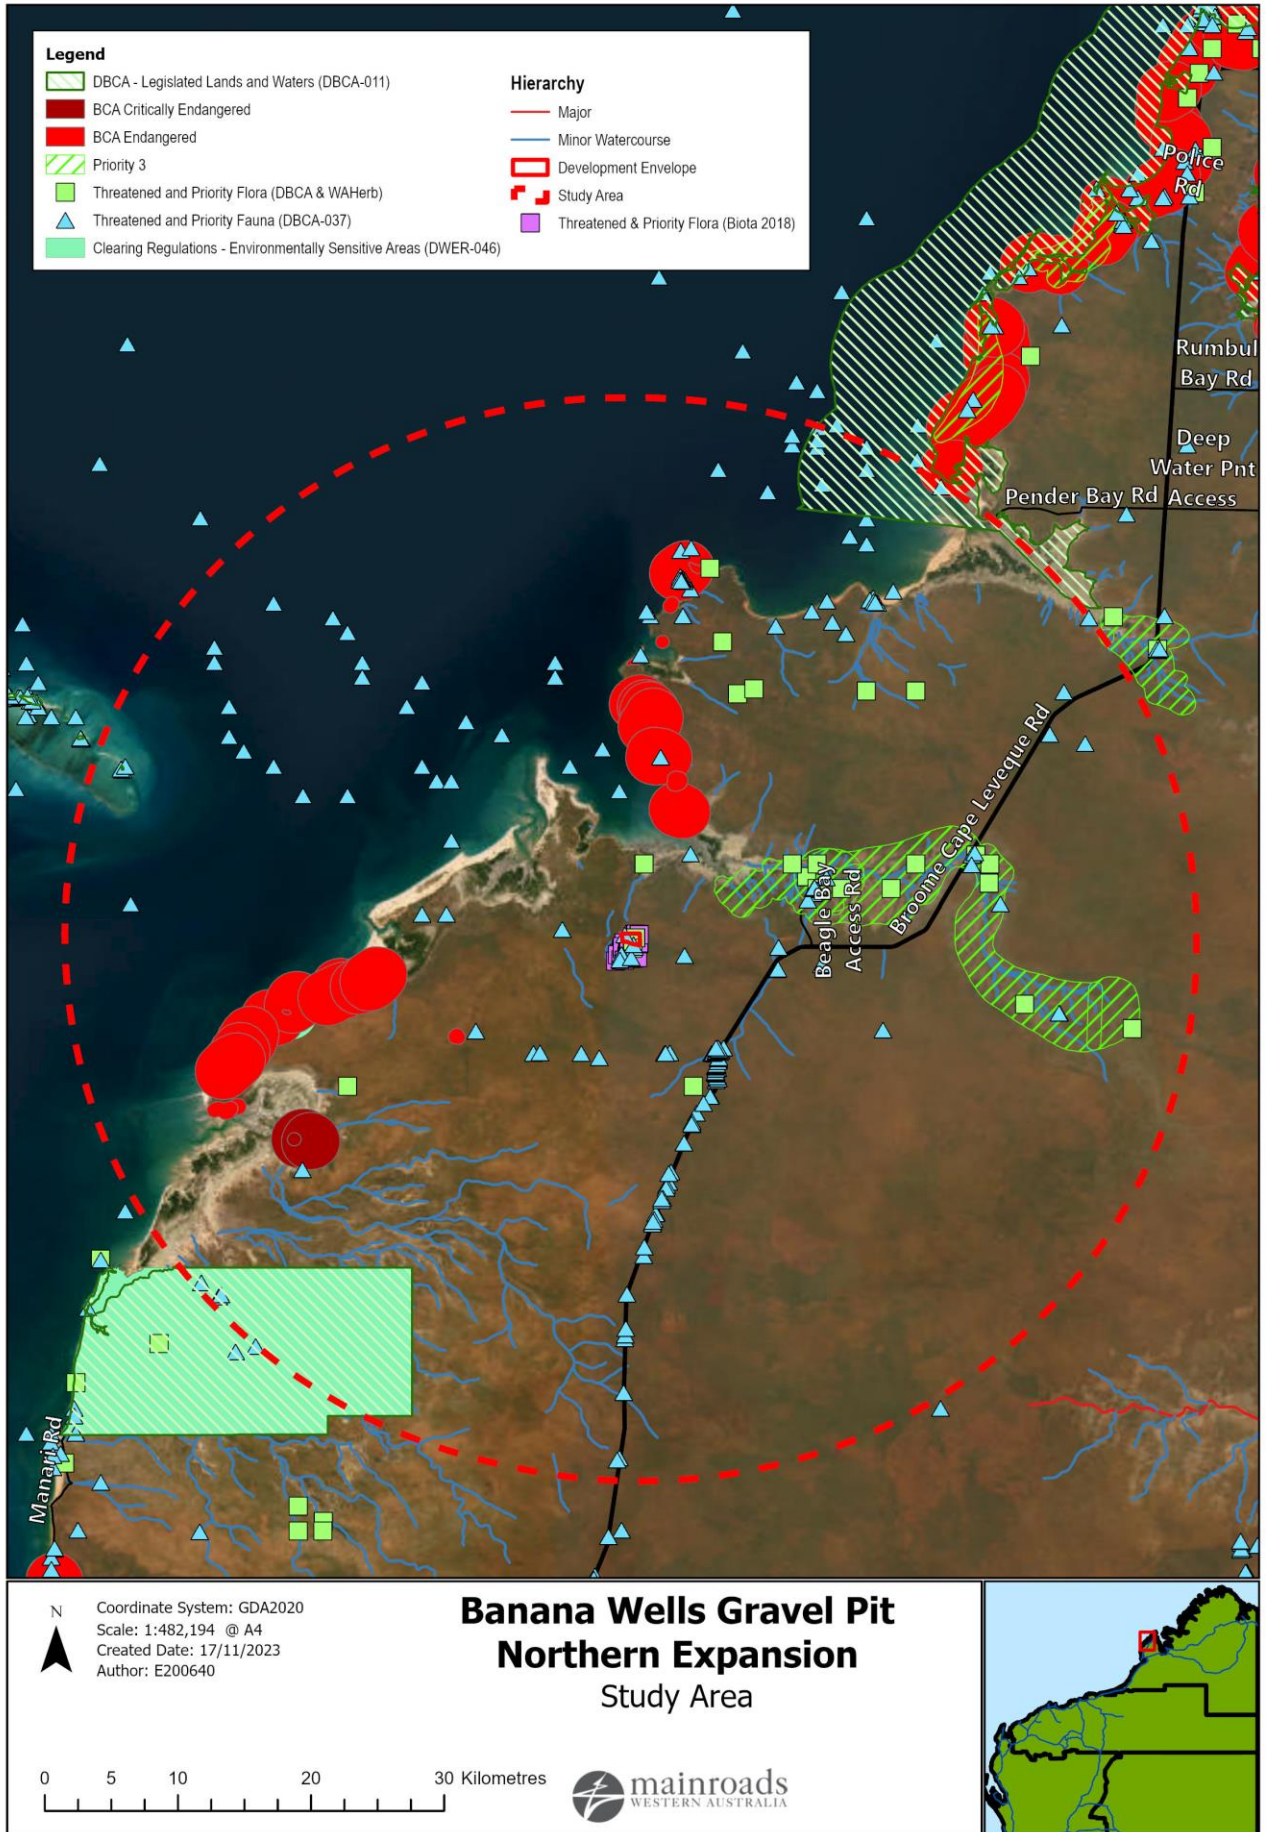 Legend
DBCA - Legislated Lands and Waters (DBCA-011)
BCA Critically Endangered
BCA Endangered
Priority 3
Threatened and Priority Flora (DBCA & WAHerb)
Threatened and Priority Fauna (DBCA-037)
Clearing Regulations - Environmentally Sensitive Areas (DWER-046)
Hierarchy
Major
Minor Watercourse
Development Envelope
Study Area
Threatened & Priority Flora (Biota 2018)
Police
Rd
Rumbul
Bay Rd
Deep
Water Pnt
Access
Pender Bay Rd
Broome Cape Leveque Rd
Beagle Bay
Access Rd
Manari Rd
N
Coordinate System: GDA2020
Scale: 1:482,194 @ A4
Created Date: 17/11/2023
Author: E200640
Banana Wells Gravel Pit
Northern Expansion
Study Area
0 5 10 20 30 Kilometres
mainroads
WESTERN AUSTRALIA